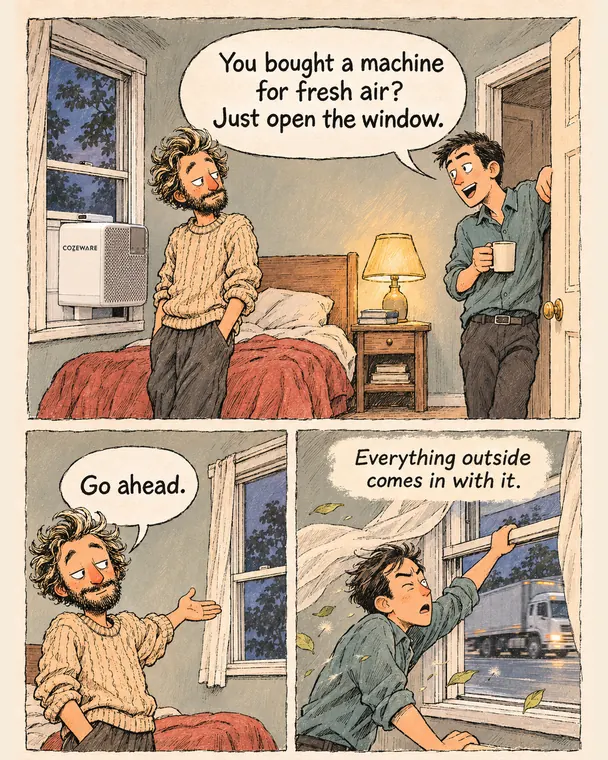 You bought a machine
for fresh air?
Just open the window.
COZEWARE
Go ahead.
Everything outside
comes in with it.